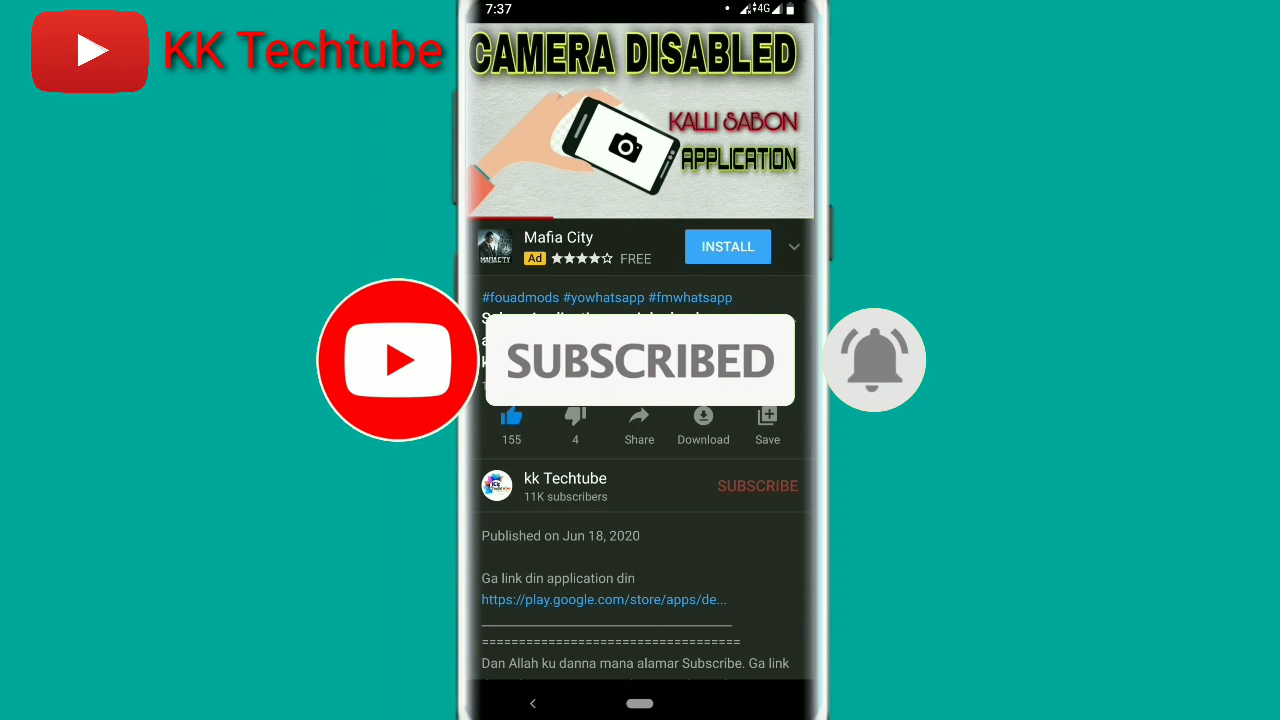 7:37
4G
KK Techtube
CAMERA DISABLED
KALLI SABON
APPLICATION
Mafia City
INSTALL
Ad
FREE
#fouadmods #yowhatsapp #fmwhatsapp
SUBSCRIBED
155
4
Share
Download
Save
kk Techtube
11K subscribers
SUBSCRIBE
Published on Jun 18, 2020
Ga link din application din
https://play.google.com/store/apps/de...
==================================
Dan Allah ku danna mana alamar Subscribe. Ga link